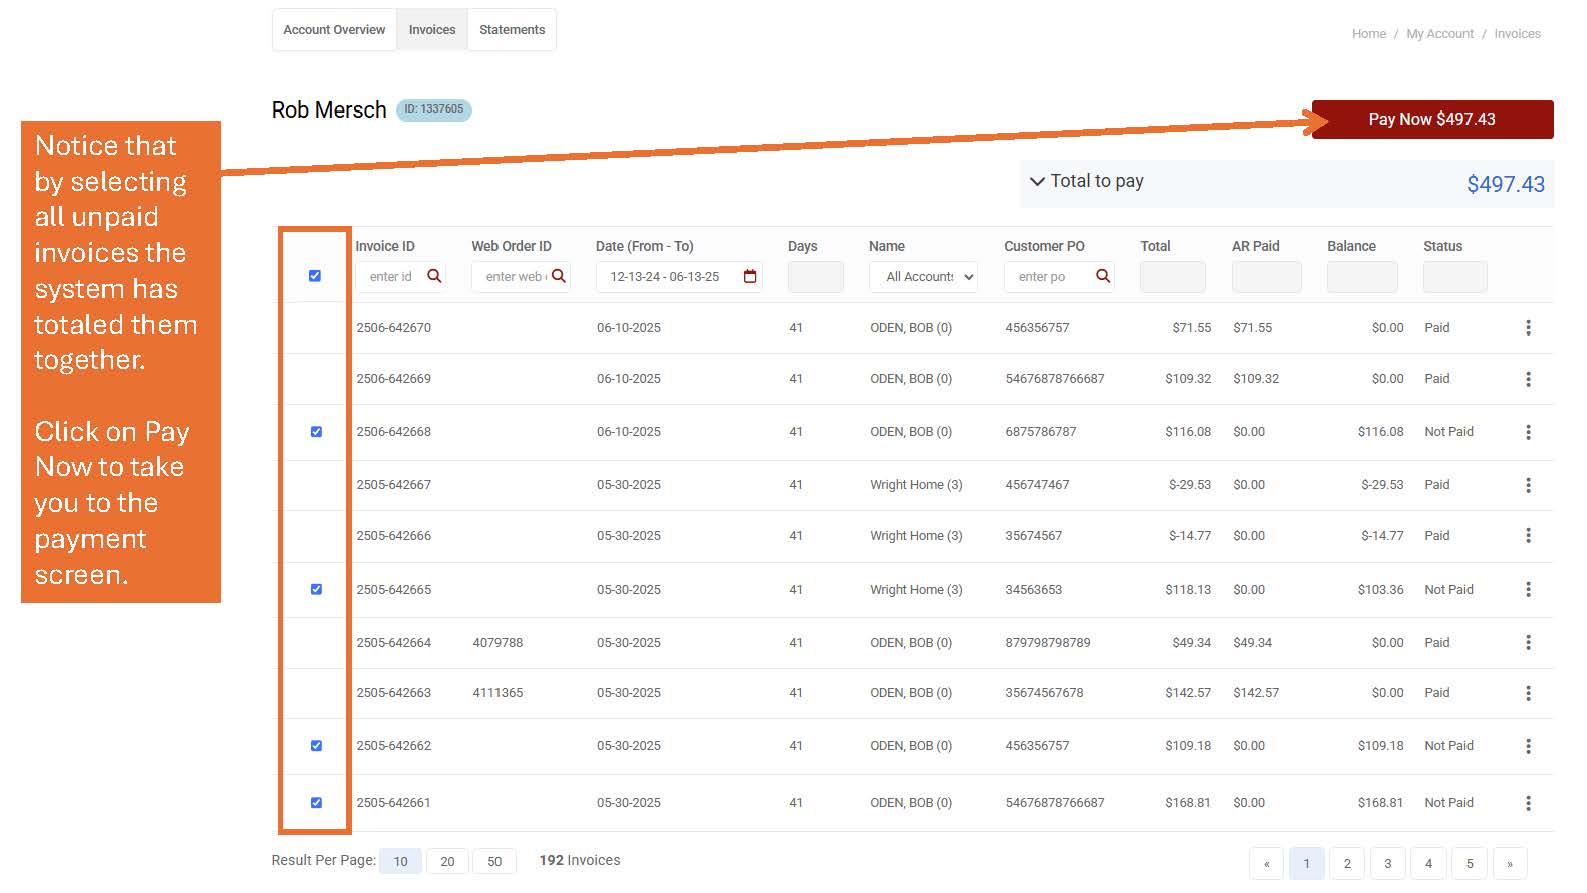 Account Overview Invoices Statements
Home / My Account / Invoices
Rob Mersch ID: 1337605
Pay Now $497.43
Notice that
by selecting
all unpaid
invoices the
system has
totaled them
together.
Click on Pay
Now to take
you to the
payment
screen.
Total to pay $497.43
Invoice ID Web Order ID Date (From - To) Days Name Customer PO Total AR Paid Balance Status
enter id enter web 12-13-24 - 06-13-25 All Accounts enter po
2506-642670 06-10-2025 41 ODEN, BOB (0) 456356757 $71.55 $71.55 $0.00 Paid
2506-642669 06-10-2025 41 ODEN, BOB (0) 54676878766687 $109.32 $109.32 $0.00 Paid
2506-642668 06-10-2025 41 ODEN, BOB (0) 6875786787 $116.08 $0.00 $116.08 Not Paid
2505-642667 05-30-2025 41 Wright Home (3) 456747467 $-29.53 $0.00 $-29.53 Paid
2505-642666 05-30-2025 41 Wright Home (3) 35674567 $-14.77 $0.00 $-14.77 Paid
2505-642665 05-30-2025 41 Wright Home (3) 34563653 $118.13 $0.00 $103.36 Not Paid
2505-642664 4079788 05-30-2025 41 ODEN, BOB (0) 879798798789 $49.34 $49.34 $0.00 Paid
2505-642663 4111365 05-30-2025 41 ODEN, BOB (0) 35674567678 $142.57 $142.57 $0.00 Paid
2505-642662 05-30-2025 41 ODEN, BOB (0) 456356757 $109.18 $0.00 $109.18 Not Paid
2505-642661 05-30-2025 41 ODEN, BOB (0) 54676878766687 $168.81 $0.00 $168.81 Not Paid
Result Per Page: 10 20 50 192 Invoices « 1 2 3 4 5 »